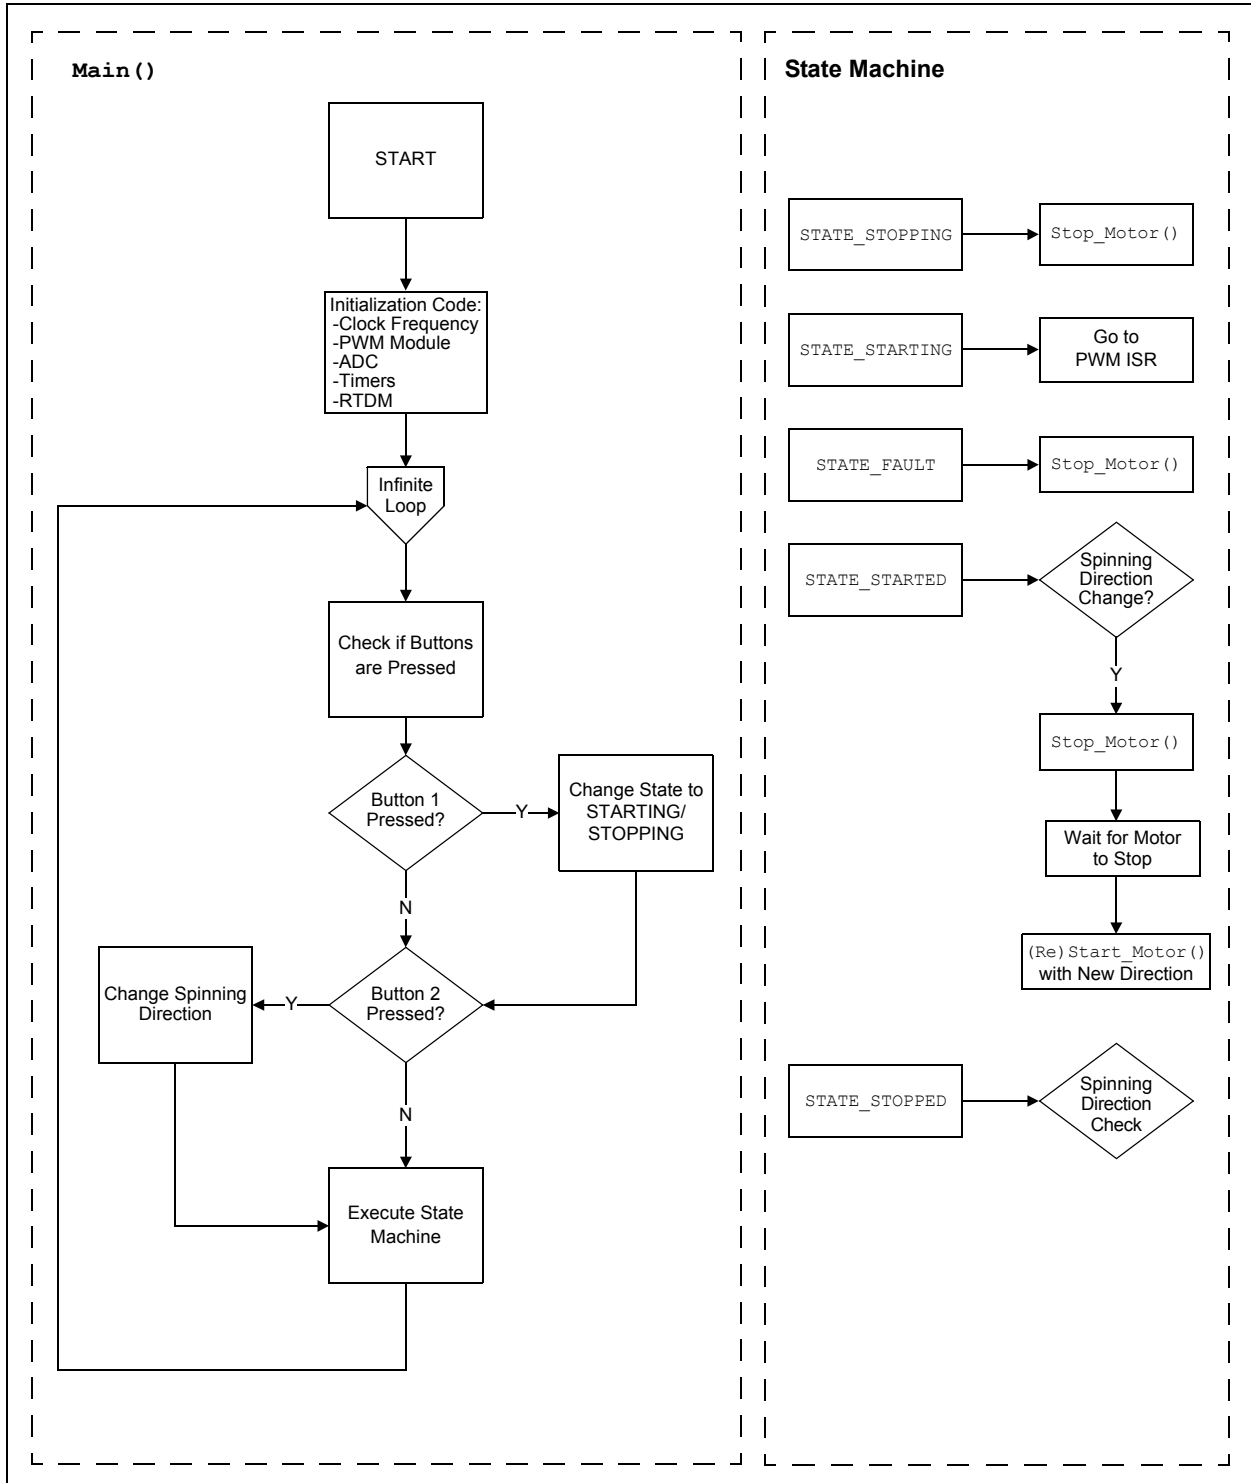 Main()
START
Initialization Code:
-Clock Frequency
-PWM Module
-ADC
-Timers
-RTDM
Infinite
Loop
Check if Buttons
are Pressed
Button 1
Pressed?
Y
Change State to
STARTING/
STOPPING
N
Button 2
Pressed?
Y
Change Spinning
Direction
N
Execute State
Machine
State Machine
STATE_STOPPING
Stop_Motor()
STATE_STARTING
Go to
PWM ISR
STATE_FAULT
Stop_Motor()
STATE_STARTED
Spinning
Direction
Change?
Y
Stop_Motor()
Wait for Motor
to Stop
(Re)Start_Motor()
with New Direction
STATE_STOPPED
Spinning
Direction
Check